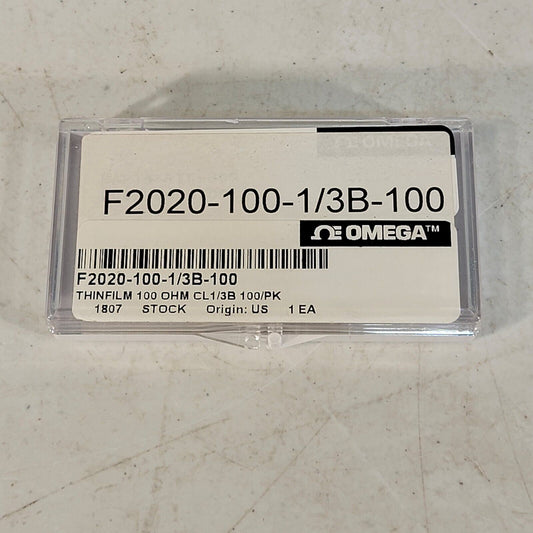 OMEGA
F2020-100-1/3B-100
OMEGA™
F2020-100-1/3B-100
THINFILM 100 OHM CL1/3B 100/PK
1807 STOCK Origin: US 1 EA